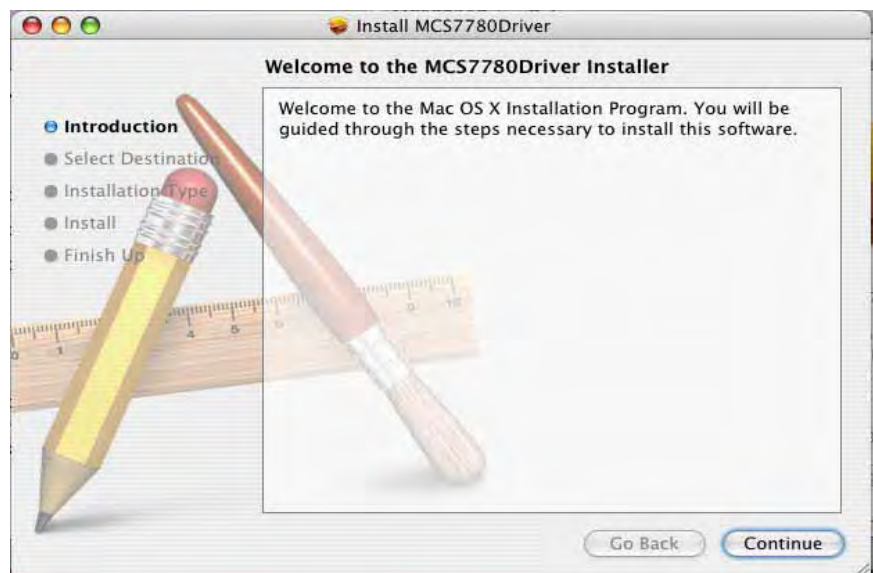 Install MCS7780Driver
Welcome to the MCS7780Driver Installer
Introduction
Select Destination
Installation Type
Install
Finish Up
Welcome to the Mac OS X Installation Program. You will be
guided through the steps necessary to install this software.
Go Back
Continue